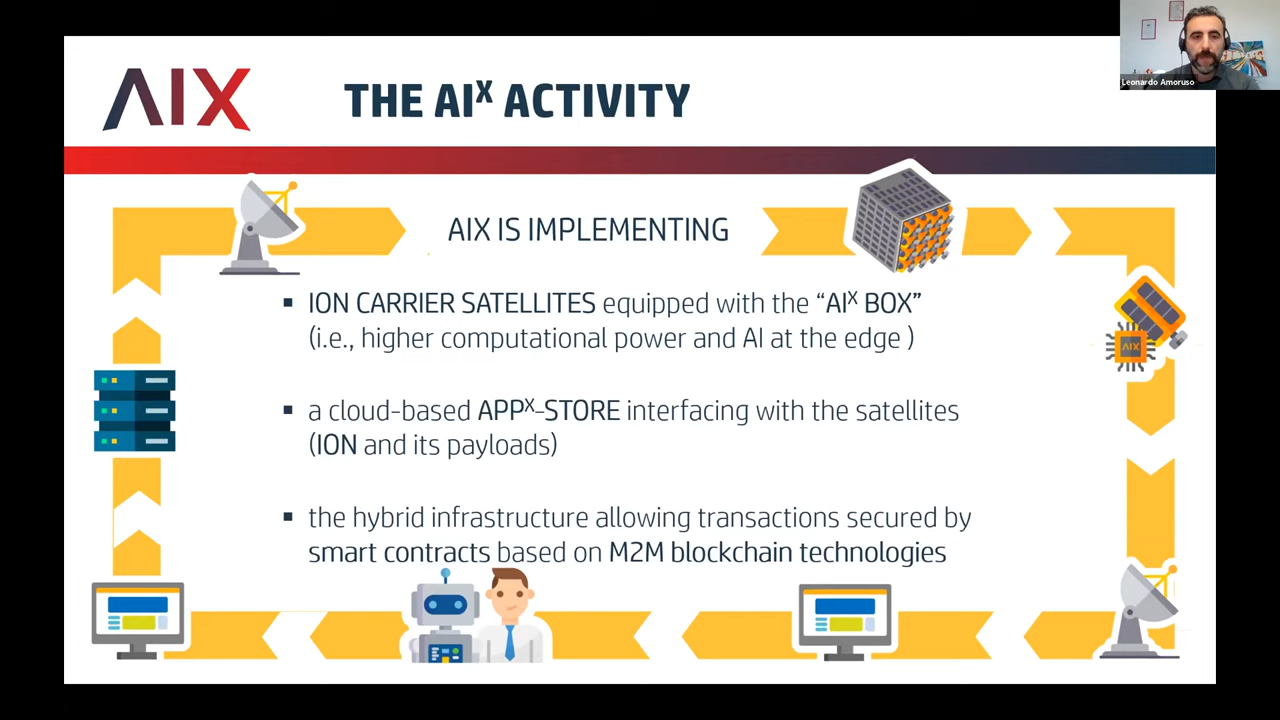 Leonardo Amoruso
AIX
THE AIX ACTIVITY
AIX IS IMPLEMENTING
▪ ION CARRIER SATELLITES equipped with the “AIX BOX”
(i.e., higher computational power and AI at the edge )
AIX
▪ a cloud-based APPX-STORE interfacing with the satellites
(ION and its payloads)
▪ the hybrid infrastructure allowing transactions secured by
smart contracts based on M2M blockchain technologies